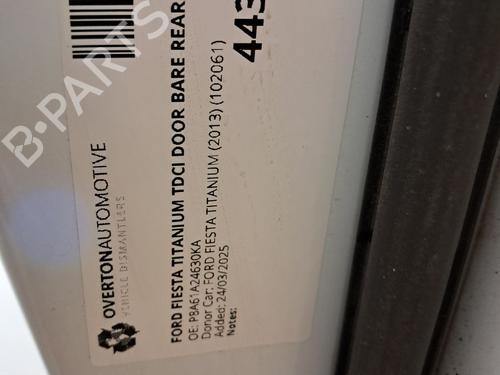 443
OVERTONAUTOMOTIVE
VEHICLE DISMANTLERS
FORD FIESTA TITANIUM TDCI DOOR BARE REAR
OE: P8A61A24630KA
Donor Car: FORD FIESTA TITANIUM (2013) (102061)
Added: 24/03/2025
Notes:
B-PARTS